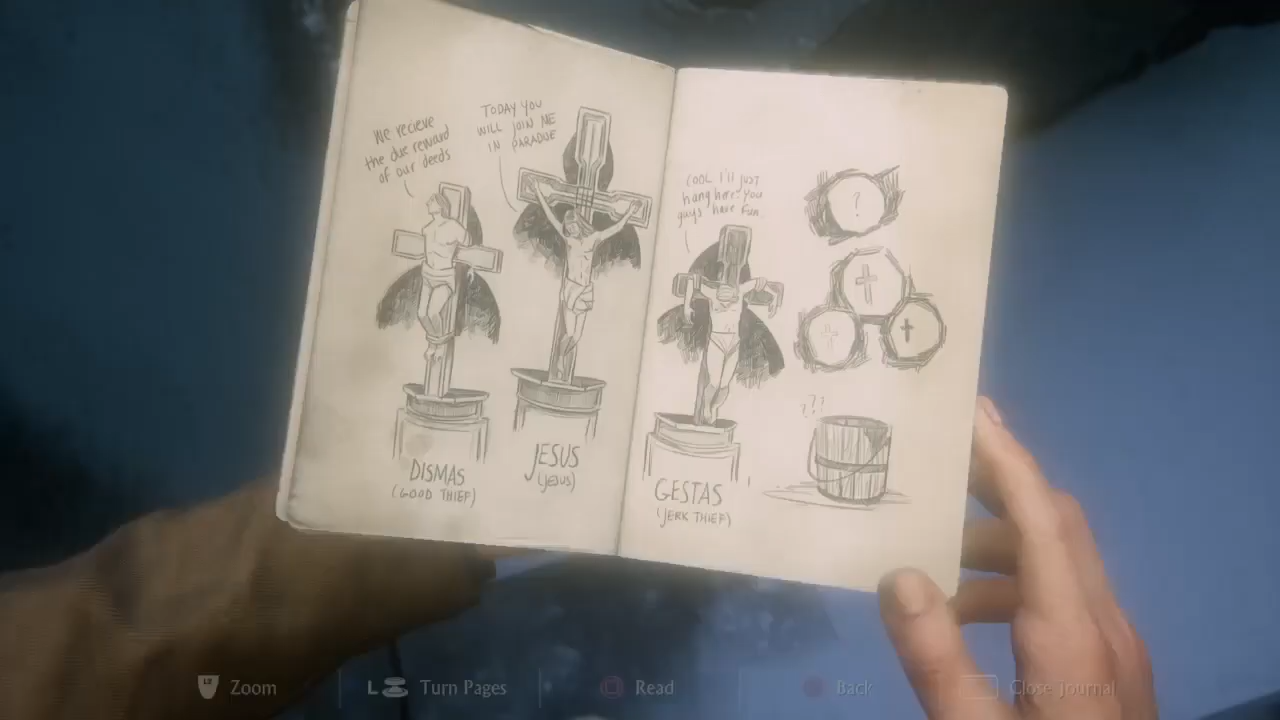 We recieve
the due reward
of our deeds
TODAY YOU
WILL JOIN ME
IN PARADISE
DISMAS
(GOOD THIEF)
JESUS
(JESUS)
COOL I'll JUST
hang here. You
guys have fun.
GESTAS
(JERK THIEF)
?
???
L2 Zoom
L Turn Pages
Read
Back
Close Journal